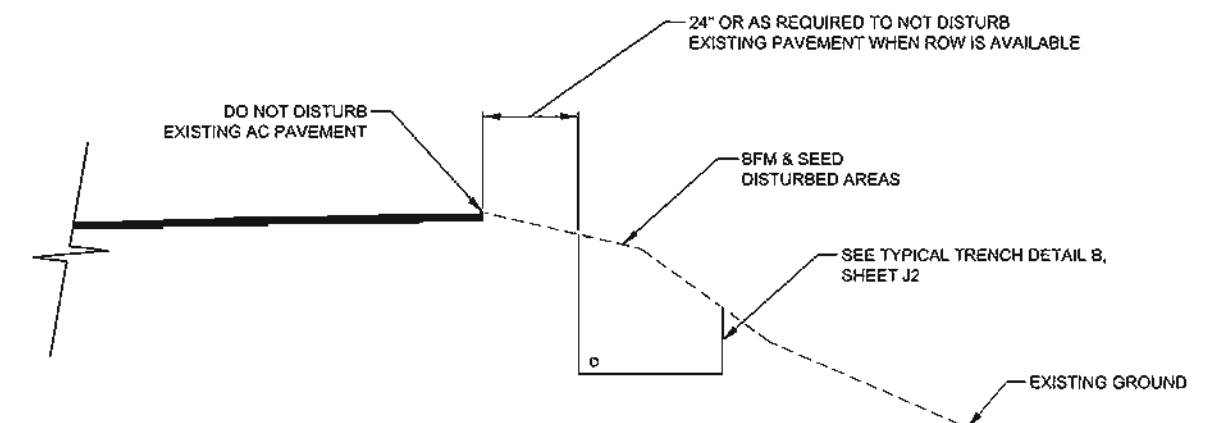 24" OR AS REQUIRED TO NOT DISTURB
EXISTING PAVEMENT WHEN ROW IS AVAILABLE
DO NOT DISTURB
EXISTING AC PAVEMENT
BFM & SEED
DISTURBED AREAS
SEE TYPICAL TRENCH DETAIL B,
SHEET J2
EXISTING GROUND